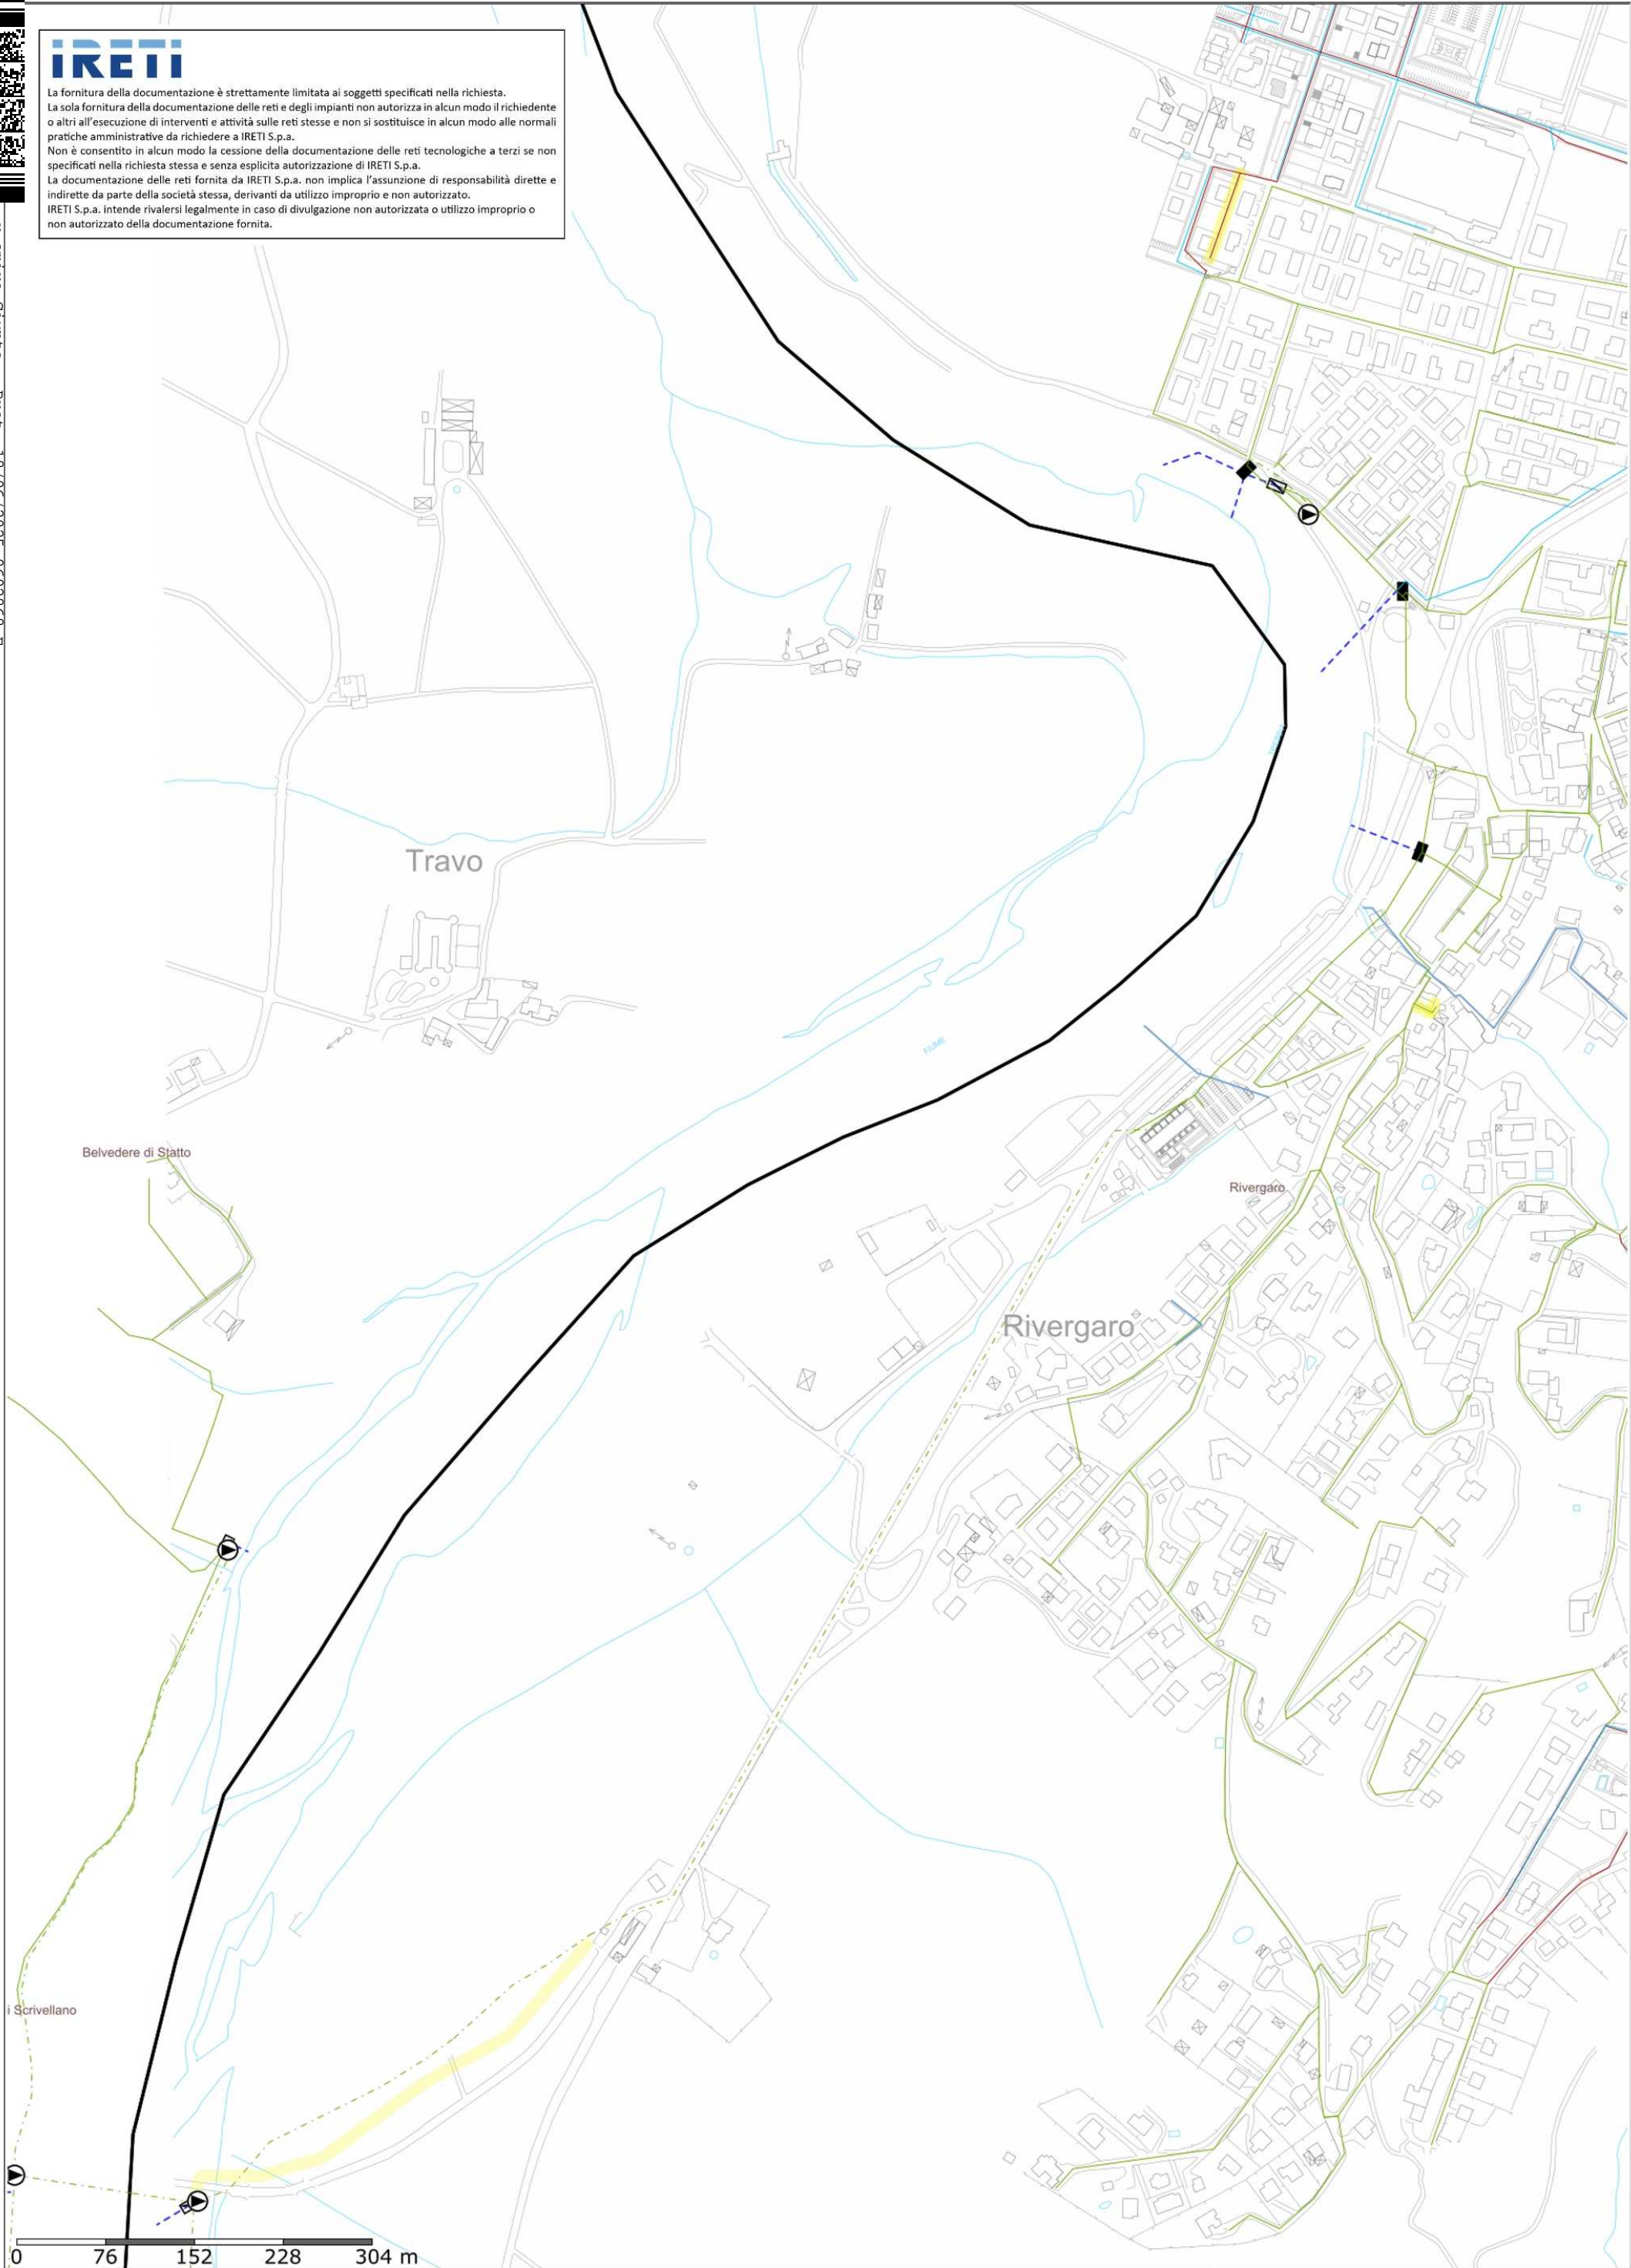 iRETi
La fornitura della documentazione è strettamente limitata ai soggetti specificati nella richiesta.
La sola fornitura della documentazione delle reti e degli impianti non autorizza in alcun modo il richiedente
o altri all'esecuzione di interventi e attività sulle reti stesse e non si sostituisce in alcun modo alle normali
pratiche amministrative da richiedere a IRETI S.p.a.
Non è consentito in alcun modo la cessione della documentazione delle reti tecnologiche a terzi se non
specificati nella richiesta stessa e senza esplicita autorizzazione di IRETI S.p.a.
La documentazione delle reti fornita da IRETI S.p.a. non implica l'assunzione di responsabilità dirette e
indirette da parte della società stessa, derivanti da utilizzo improprio e non autorizzato.
IRETI S.p.a. intende rivalersi legalmente in caso di divulgazione non autorizzata o utilizzo improprio o
non autorizzato della documentazione fornita.
Travo
FIUME
Belvedere di Statto
Rivergaro
Rivergaro
i Scrivellano
0 76 152 228 304 m